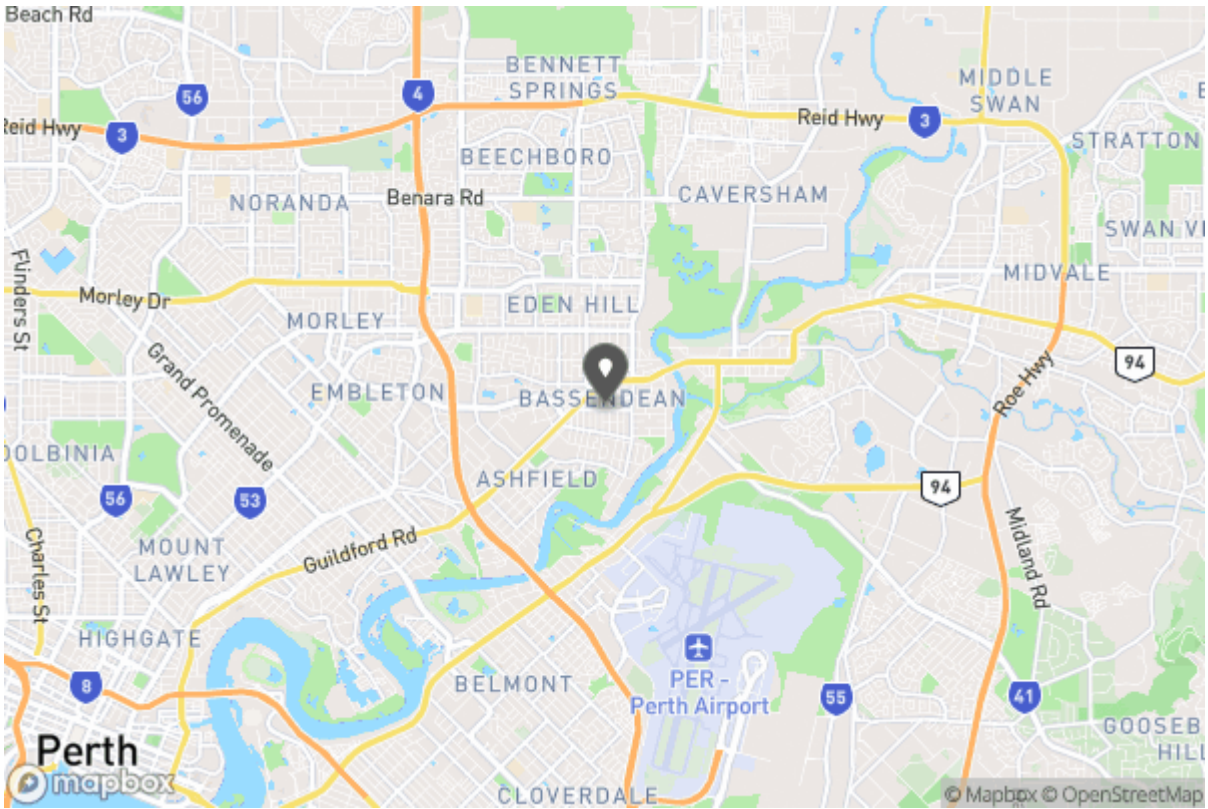 Beach Rd
BENNETT
SPRINGS
MIDDLE
SWAN
56
4
Reid Hwy
3
Reid Hwy
3
STRATTON
BEECHBORO
NORANDA
Benara Rd
CAVERSHAM
SWAN VI
Flinders St
MIDVALE
Morley Dr
EDEN HILL
MORLEY
Grand Promenade
94
EMBLETON
BASSENDEAN
Roe Hwy
OOLBINIA
ASHFIELD
56
53
94
Charles St
MOUNT
LAWLEY
Guildford Rd
Midland Rd
HIGHGATE
8
BELMONT
PER -
Perth Airport
55
41
GOOSEB
HILL
Perth
mapbox
CLOVERDALE
© Mapbox © OpenStreetMap